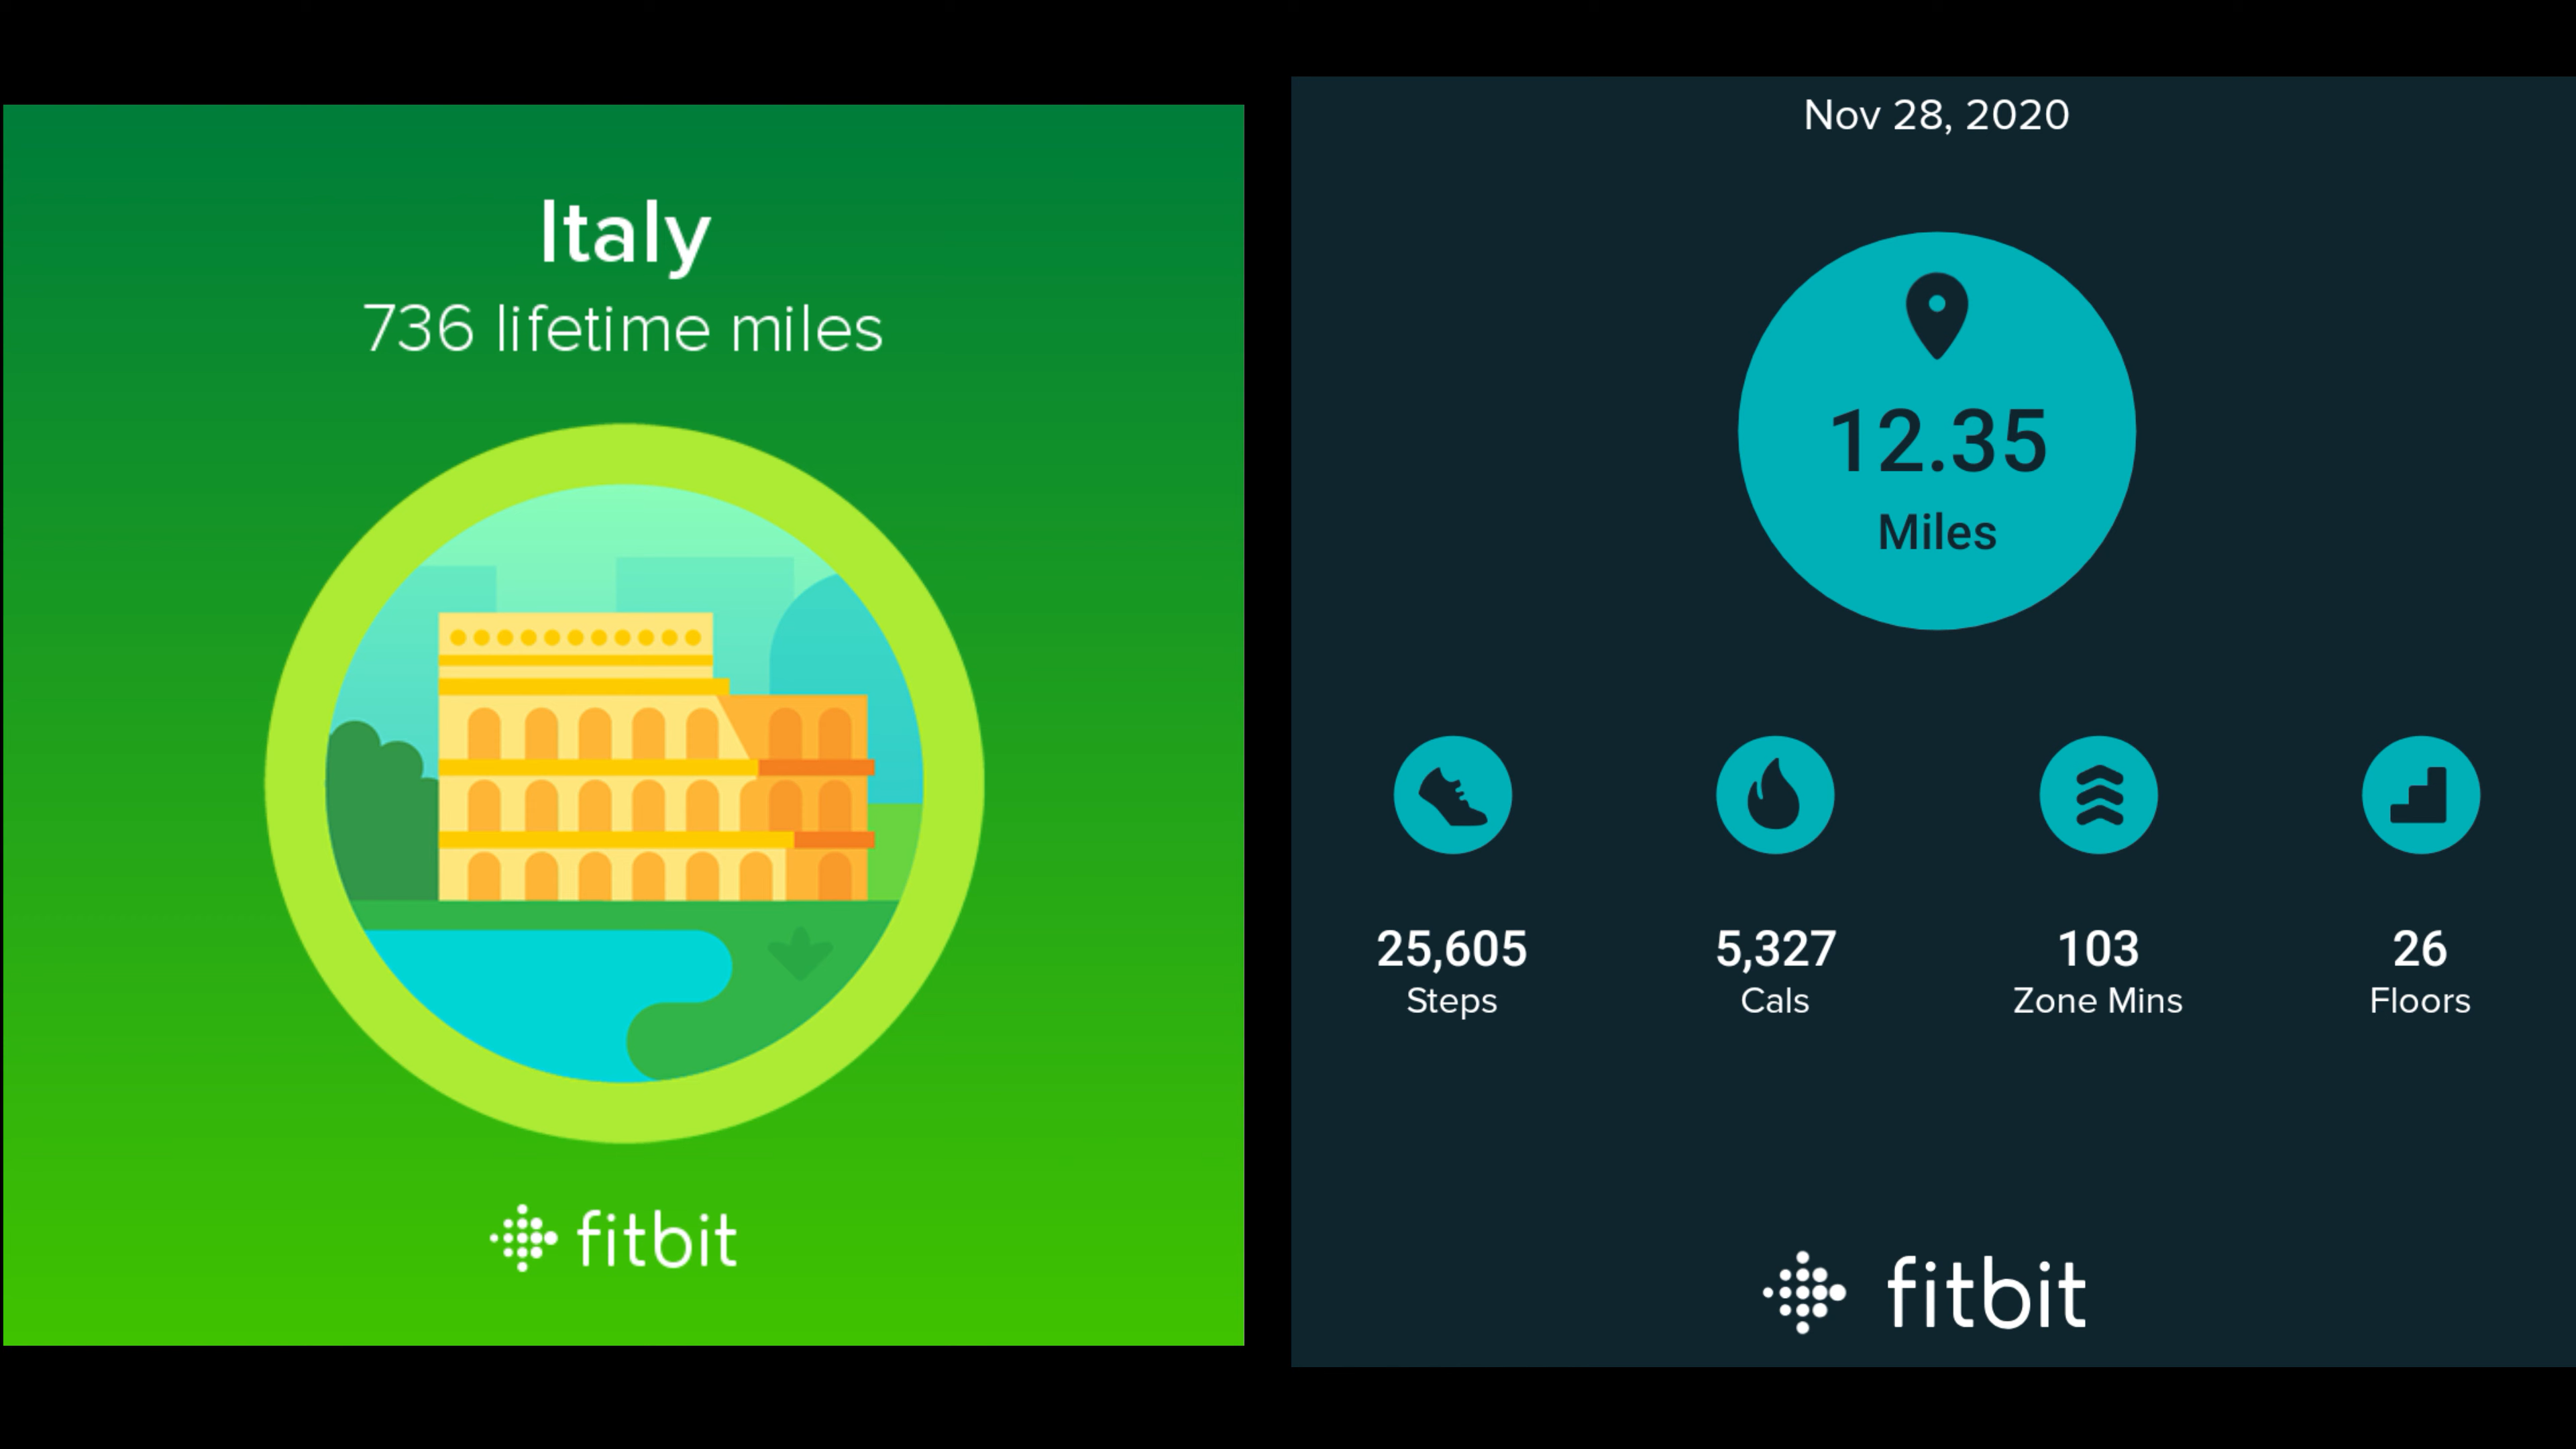 Italy
736 lifetime miles
fitbit
Nov 28, 2020
12.35
Miles
25,605
Steps
5,327
Cals
103
Zone Mins
26
Floors
fitbit